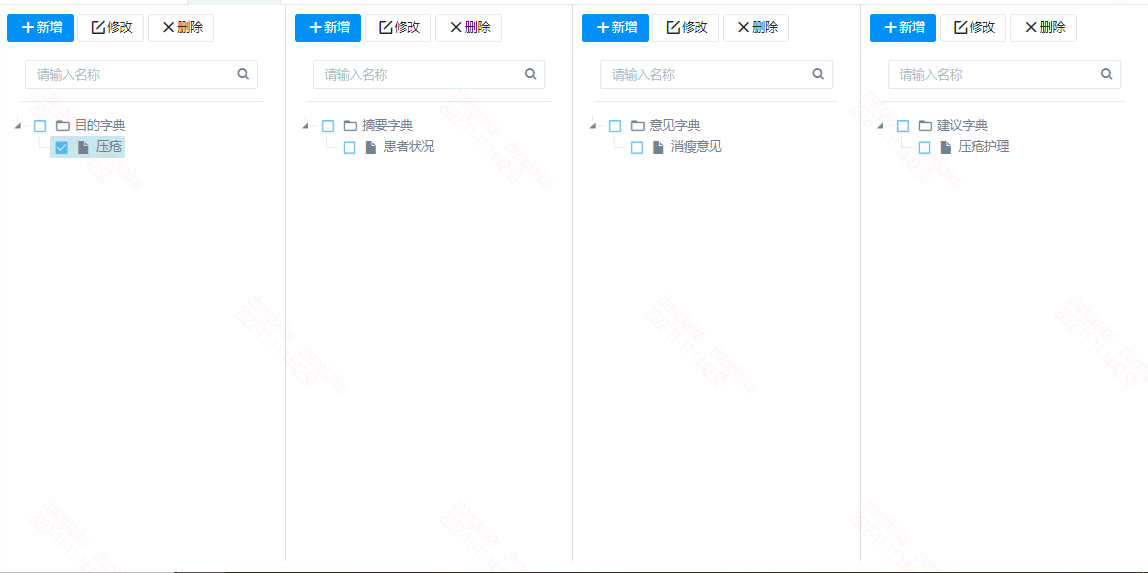 新增 修改 删除
请输入名称
目的字典
压疮
新增 修改 删除
请输入名称
摘要字典
患者状况
新增 修改 删除
请输入名称
意见字典
消瘦意见
新增 修改 删除
请输入名称
建议字典
压疮护理